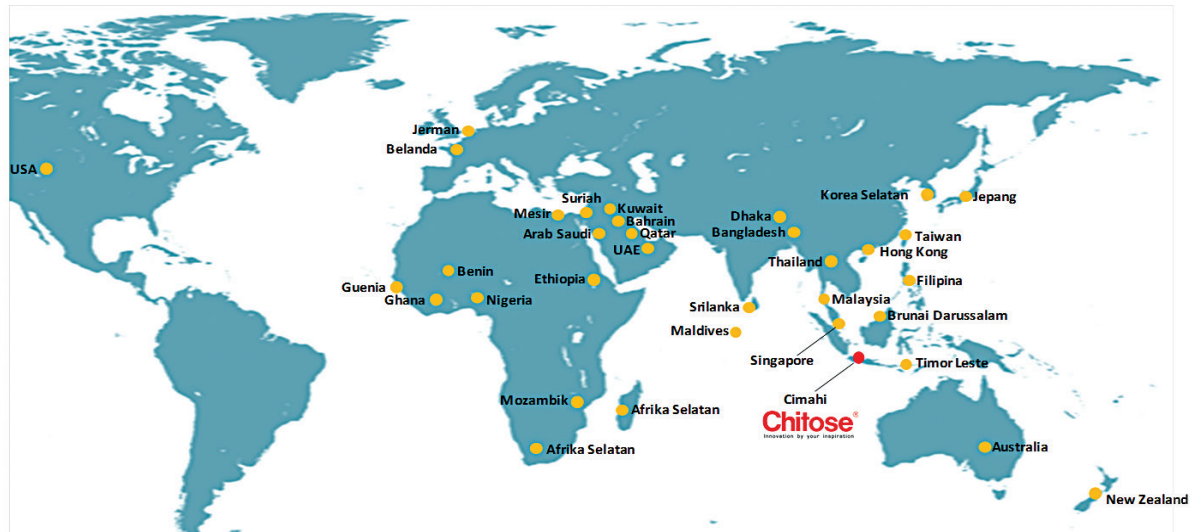 Jerman
Belanda
USA
Suriah
Kuwait
Mesir
Bahrain
Arab Saudi
Qatar
UAE
Korea Selatan
Jepang
Dhaka
Bangladesh
Taiwan
Hong Kong
Thailand
Benin
Ethiopia
Filipina
Guenia
Ghana
Nigeria
Srilanka
Malaysia
Brunai Darussalam
Maldives
Singapore
Timor Leste
Cimahi
Chitose®
Innovation by your inspiration
Mozambik
Afrika Selatan
Afrika Selatan
Australia
New Zealand